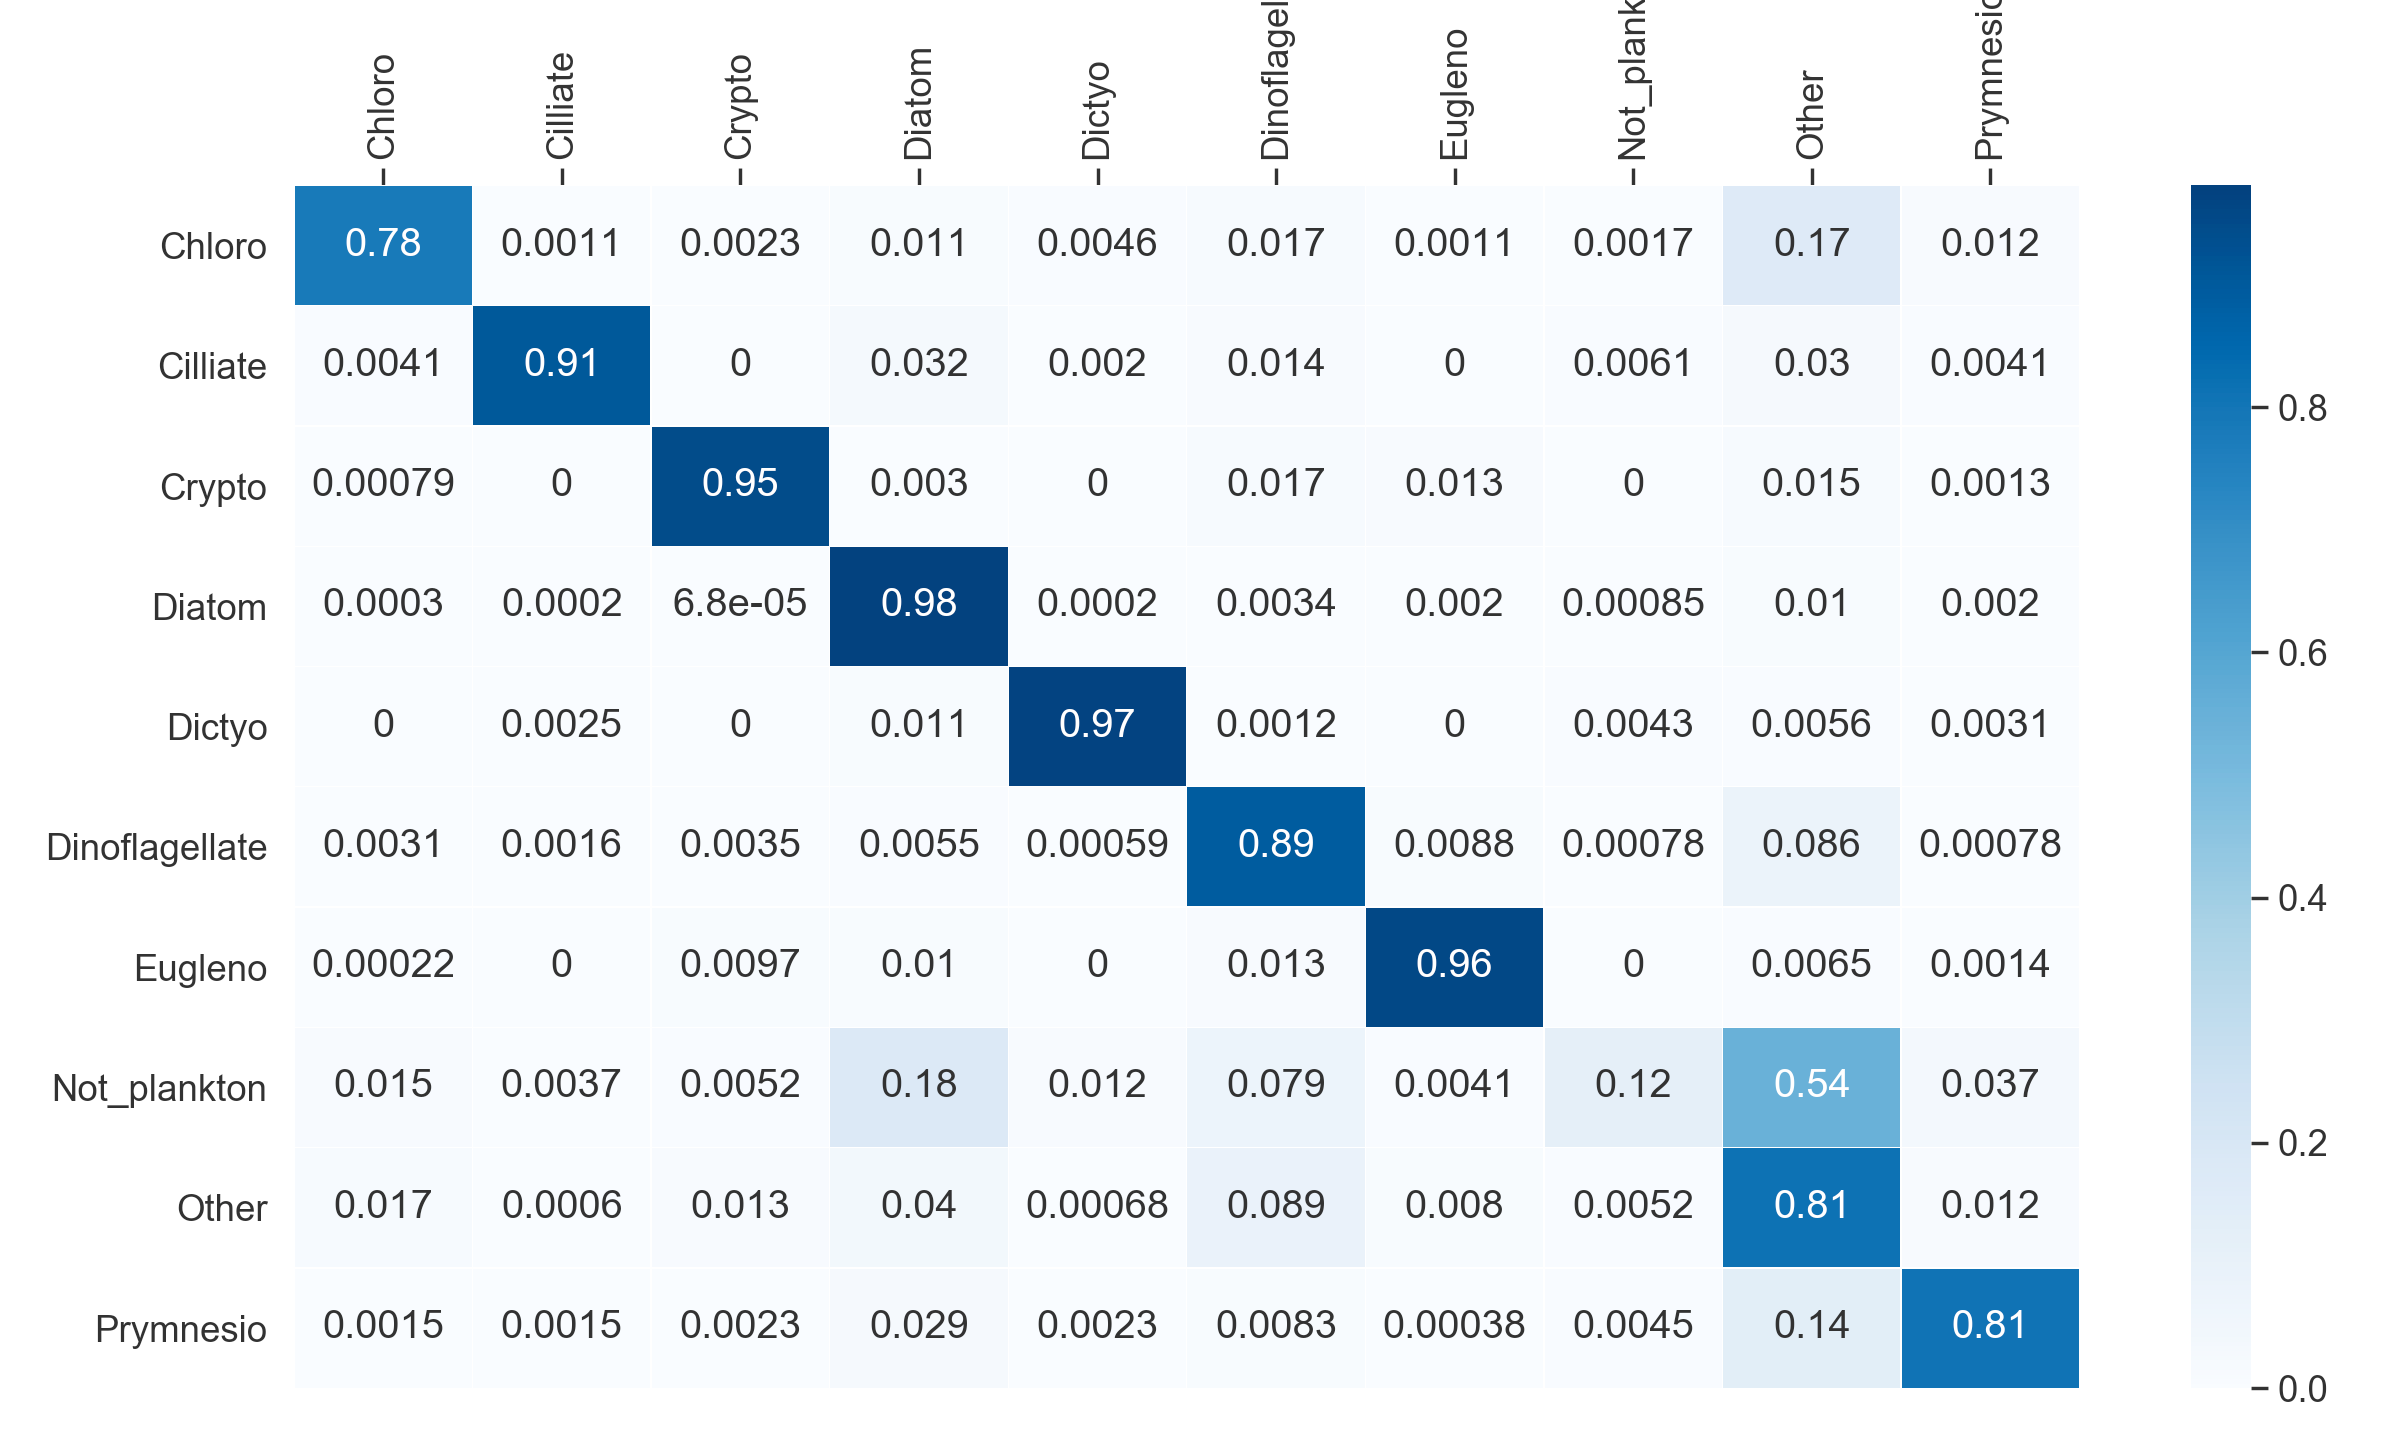 Chloro Cilliate Crypto Diatom Dictyo Dinoflagel Eugleno Not_plank Other Prymnesio
Chloro 0.78 0.0011 0.0023 0.011 0.0046 0.017 0.0011 0.0017 0.17 0.012
Cilliate 0.0041 0.91 0 0.032 0.002 0.014 0 0.0061 0.03 0.0041
0.8
Crypto 0.00079 0 0.95 0.003 0 0.017 0.013 0 0.015 0.0013
Diatom 0.0003 0.0002 6.8e-05 0.98 0.0002 0.0034 0.002 0.00085 0.01 0.002
0.6
Dictyo 0 0.0025 0 0.011 0.97 0.0012 0 0.0043 0.0056 0.0031
Dinoflagellate 0.0031 0.0016 0.0035 0.0055 0.00059 0.89 0.0088 0.00078 0.086 0.00078
0.4
Eugleno 0.00022 0 0.0097 0.01 0 0.013 0.96 0 0.0065 0.0014
Not_plankton 0.015 0.0037 0.0052 0.18 0.012 0.079 0.0041 0.12 0.54 0.037
0.2
Other 0.017 0.0006 0.013 0.04 0.00068 0.089 0.008 0.0052 0.81 0.012
Prymnesio 0.0015 0.0015 0.0023 0.029 0.0023 0.0083 0.00038 0.0045 0.14 0.81
0.0